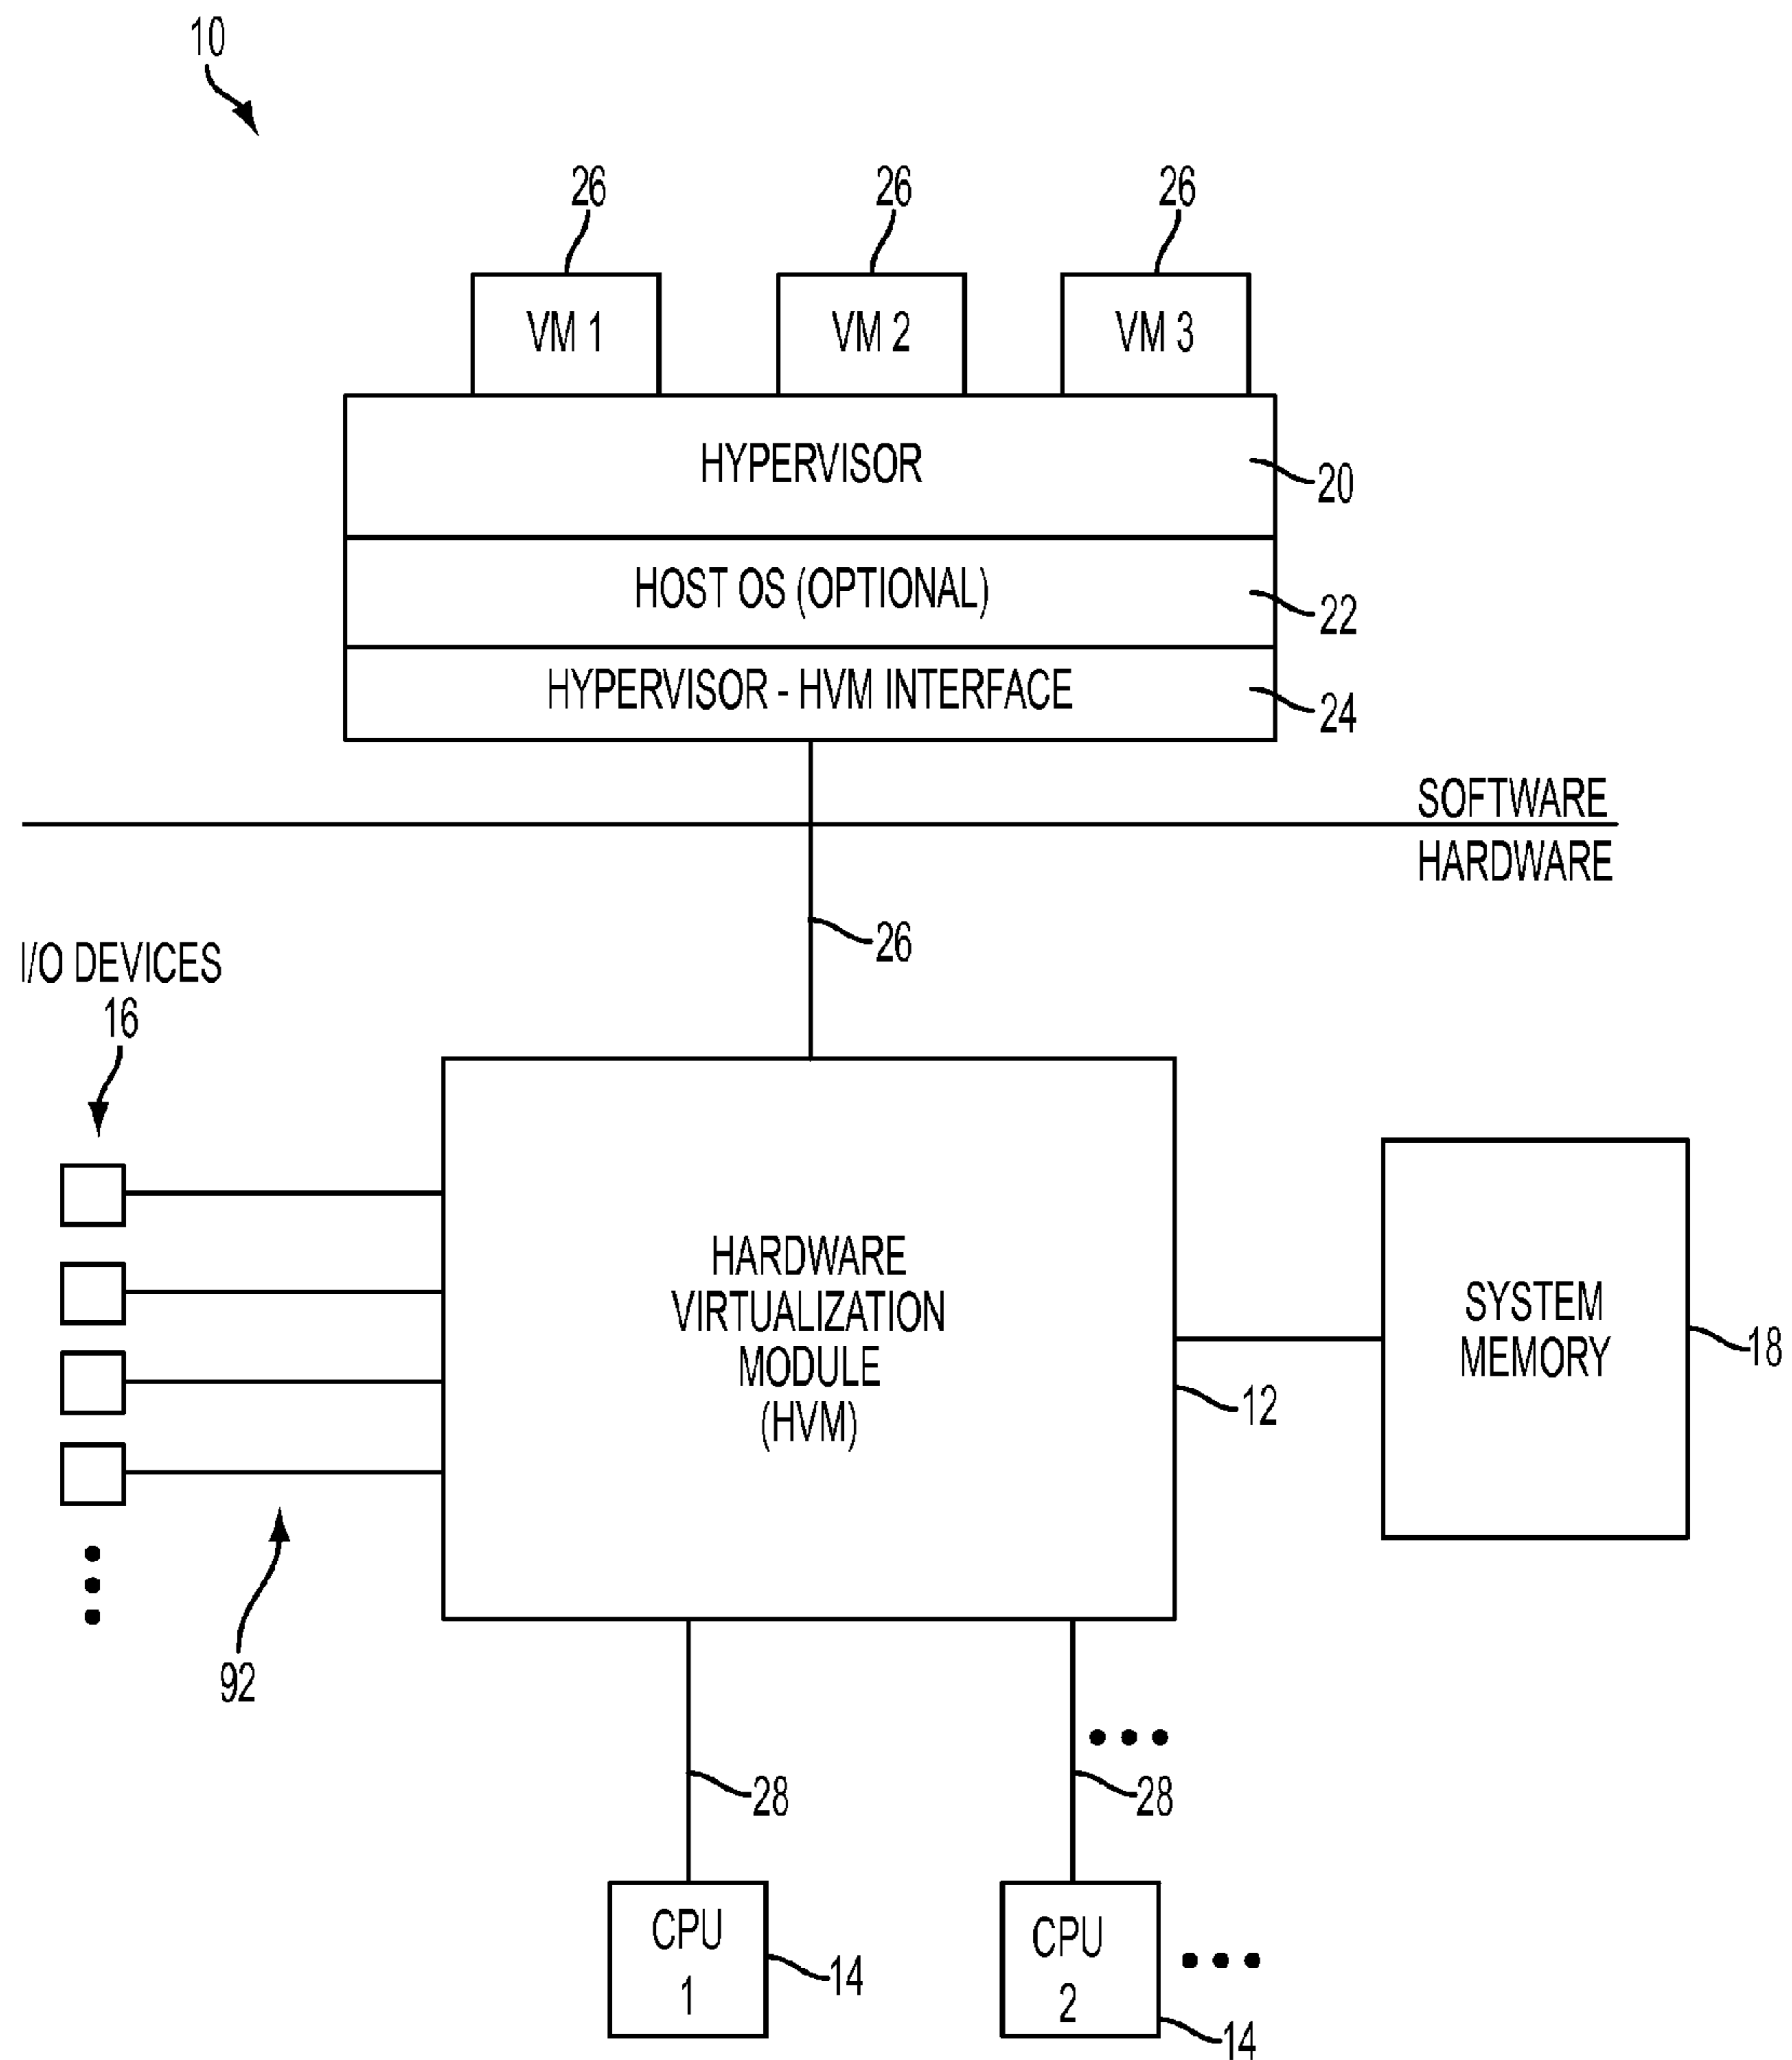 10
26
26
26
VM 1
VM 2
VM 3
HYPERVISOR
20
HOST OS (OPTIONAL)
22
HYPERVISOR - HVM INTERFACE
24
SOFTWARE
HARDWARE
26
I/O DEVICES
16
HARDWARE
VIRTUALIZATION
MODULE
(HVM)
12
SYSTEM
MEMORY
18
92
28
28
CPU
1
14
CPU
2
14